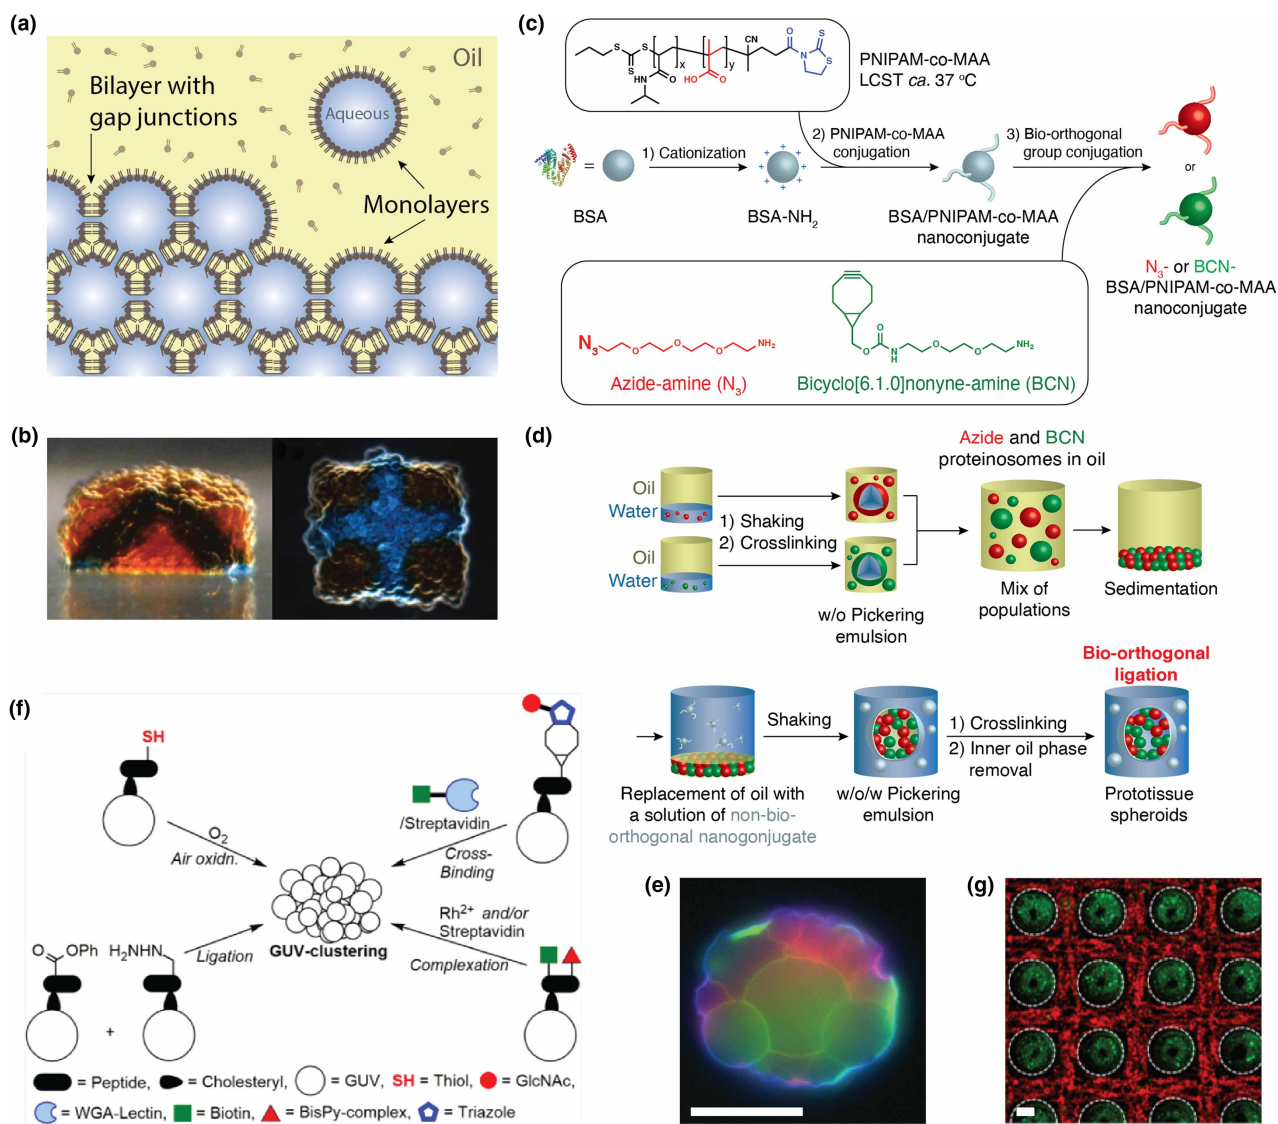 (a)
Oil
Bilayer with
gap junctions
Aqueous
Monolayers
(b)
(c)
PNIPAM-co-MAA
LCST ca. 37 °C
S
S
S
x
y
CN
O
S
N
S
HN
O
HO
O
1) Cationization
2) PNIPAM-co-MAA
conjugation
3) Bio-orthogonal
group conjugation
=
or
BSA
BSA-NH2
BSA/PNIPAM-co-MAA
nanoconjugate
N3- or BCN-
BSA/PNIPAM-co-MAA
nanoconjugate
N3
O
O
O
NH2
O
O
N
H
O
O
NH2
Azide-amine (N3)
Bicyclo[6.1.0]nonyne-amine (BCN)
(d)
Azide and BCN
proteinosomes in oil
Oil
Water
1) Shaking
2) Crosslinking
Oil
Water
w/o Pickering
emulsion
Mix of
populations
Sedimentation
Bio-orthogonal
ligation
Shaking
1) Crosslinking
2) Inner oil phase
removal
Replacement of oil with
a solution of non-bio-
orthogonal nanogonjugate
w/o/w Pickering
emulsion
Prototissue
spheroids
(e)
(f)
SH
O2
Air oxidn.
/Streptavidin
Cross-
Binding
GUV-clustering
Rh2+ and/or
Streptavidin
Complexation
O
OPh
H2NHN
Ligation
+
= Peptide,
= Cholesteryl,
= GUV,
SH = Thiol,
= GlcNAc,
= WGA-Lectin,
= Biotin,
= BisPy-complex,
= Triazole
(g)